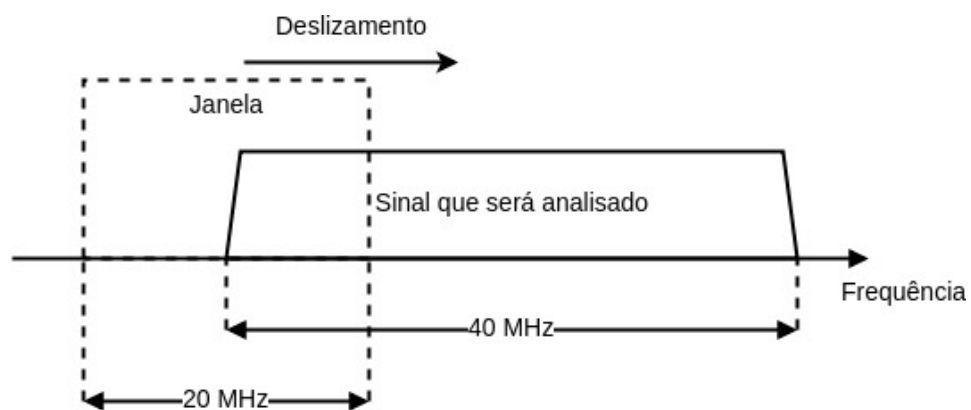 Deslizamento
Janela
Sinal que será analisado
Frequência
40 MHz
20 MHz